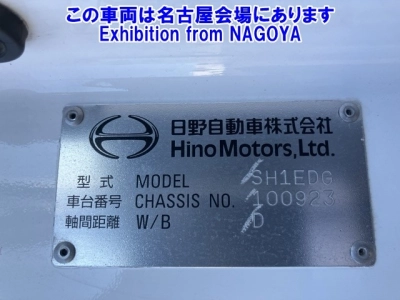 この車両は名古屋会場にあります
Exhibition from NAGOYA
日野自動車株式会社
Hino Motors, Ltd.
型式 MODEL SH1EDG
車台番号 CHASSIS NO. 100923
軸間距離 W/B D